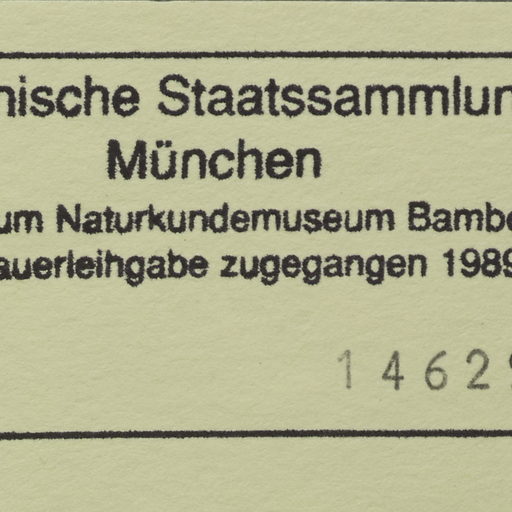 nische Staatssammlun
München
um Naturkundemuseum Bambe
auerleihgabe zugegangen 1989
1462